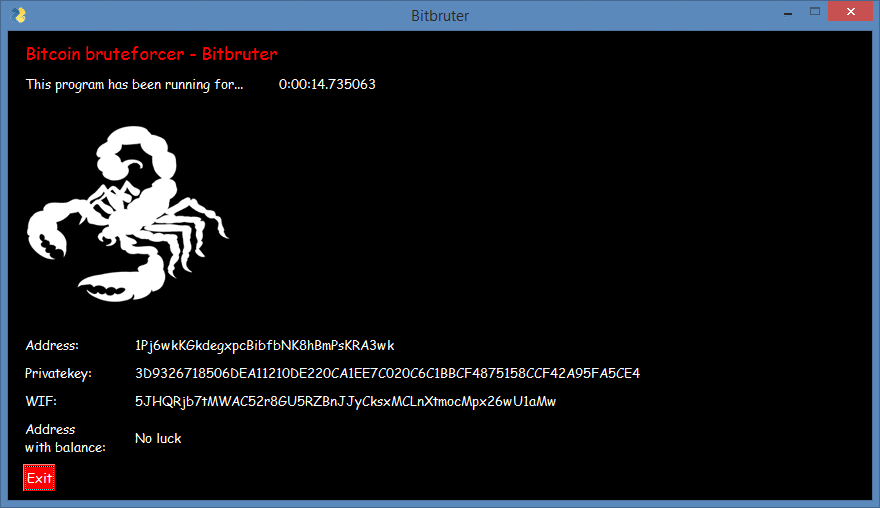 Bitbruter
Bitcoin bruteforcer - Bitbruter
This program has been running for... 0:00:14.735063
Address: 1Pj6wkKGkdegxpcBibfbNK8hBmPsKRA3wk
Privatekey: 3D9326718506DEA11210DE220CA1EE7C020C6C1BBCF4875158CCF42A95FA5CE4
WIF: 5JHQRjb7tMWAC52r8GU5RZBnJJyCksxMCLnXtmocMpx26wU1aMw
Address
with balance: No luck
Exit